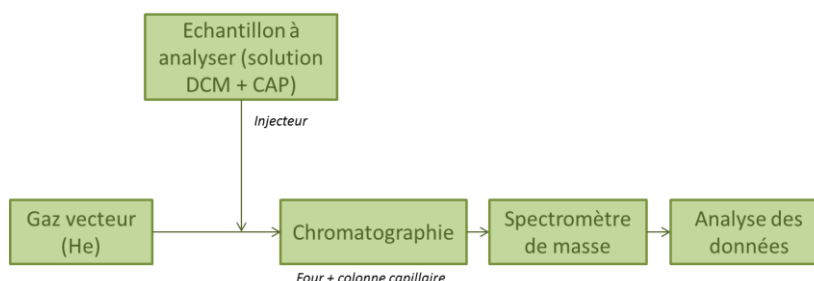 Echantillon à
analyser (solution
DCM + CAP)
Injecteur
Gaz vecteur
(He)
Chromatographie
Spectromètre
de masse
Analyse des
données
Four + colonne capillaire